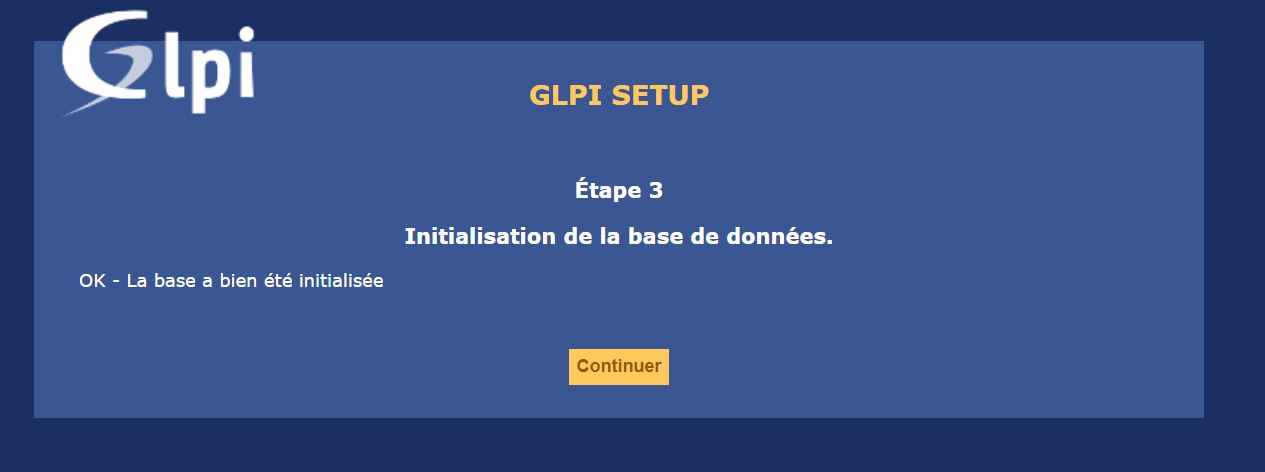 Glpi
GLPI SETUP
Étape 3
Initialisation de la base de données.
OK - La base a bien été initialisée
Continuer